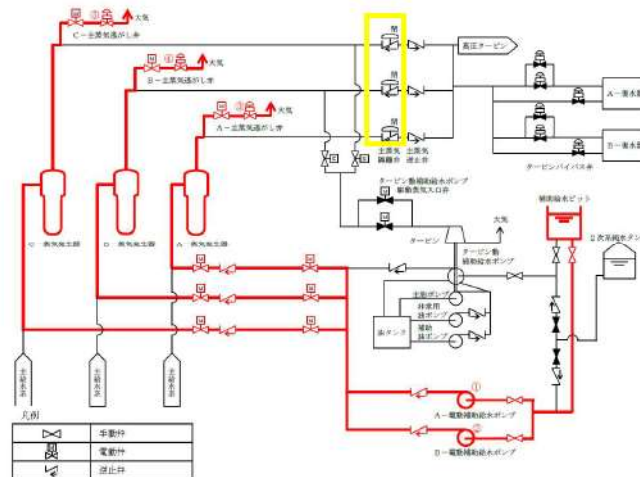 ③
大気
C－主蒸気逃がし弁
④
大気
B－主蒸気逃がし弁
③
大気
A－主蒸気逃がし弁
閉
閉
閉
主蒸気
隔離弁
主蒸気
逆止弁
高圧タービン
A－復水器
B－復水器
タービンバイパス弁
タービン動補助給水ポンプ
駆動蒸気入口弁
大気
タービン
タービン動
補助給水ポンプ
主油ポンプ
非常用
油ポンプ
補助
油ポンプ
油タンク
補助給水ピット
2次系純水タンク
C 蒸気発生器
B 蒸気発生器
A 蒸気発生器
主給水系
主給水系
主給水系
①
A－電動補助給水ポンプ
②
B－電動補助給水ポンプ
凡例
手動弁
電動弁
逆止弁